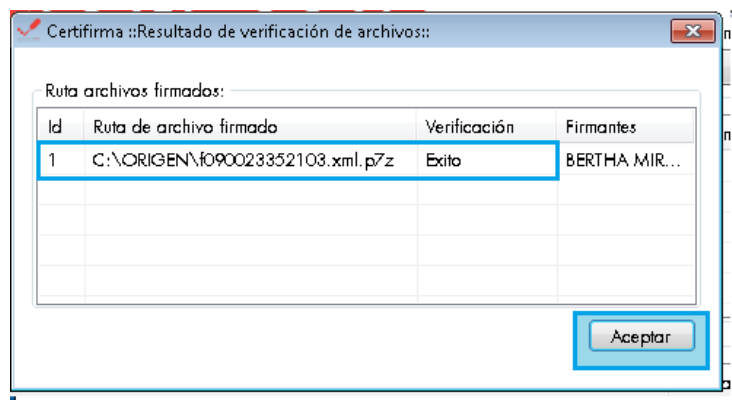 Certifirma ::Resultado de verificación de archivos::
Ruta archivos firmados:
Id Ruta de archivo firmado Verificación Firmantes
1 C:\ORIGEN\f090023352103.xml.p7z Exito BERTHA MIR...
Aceptar